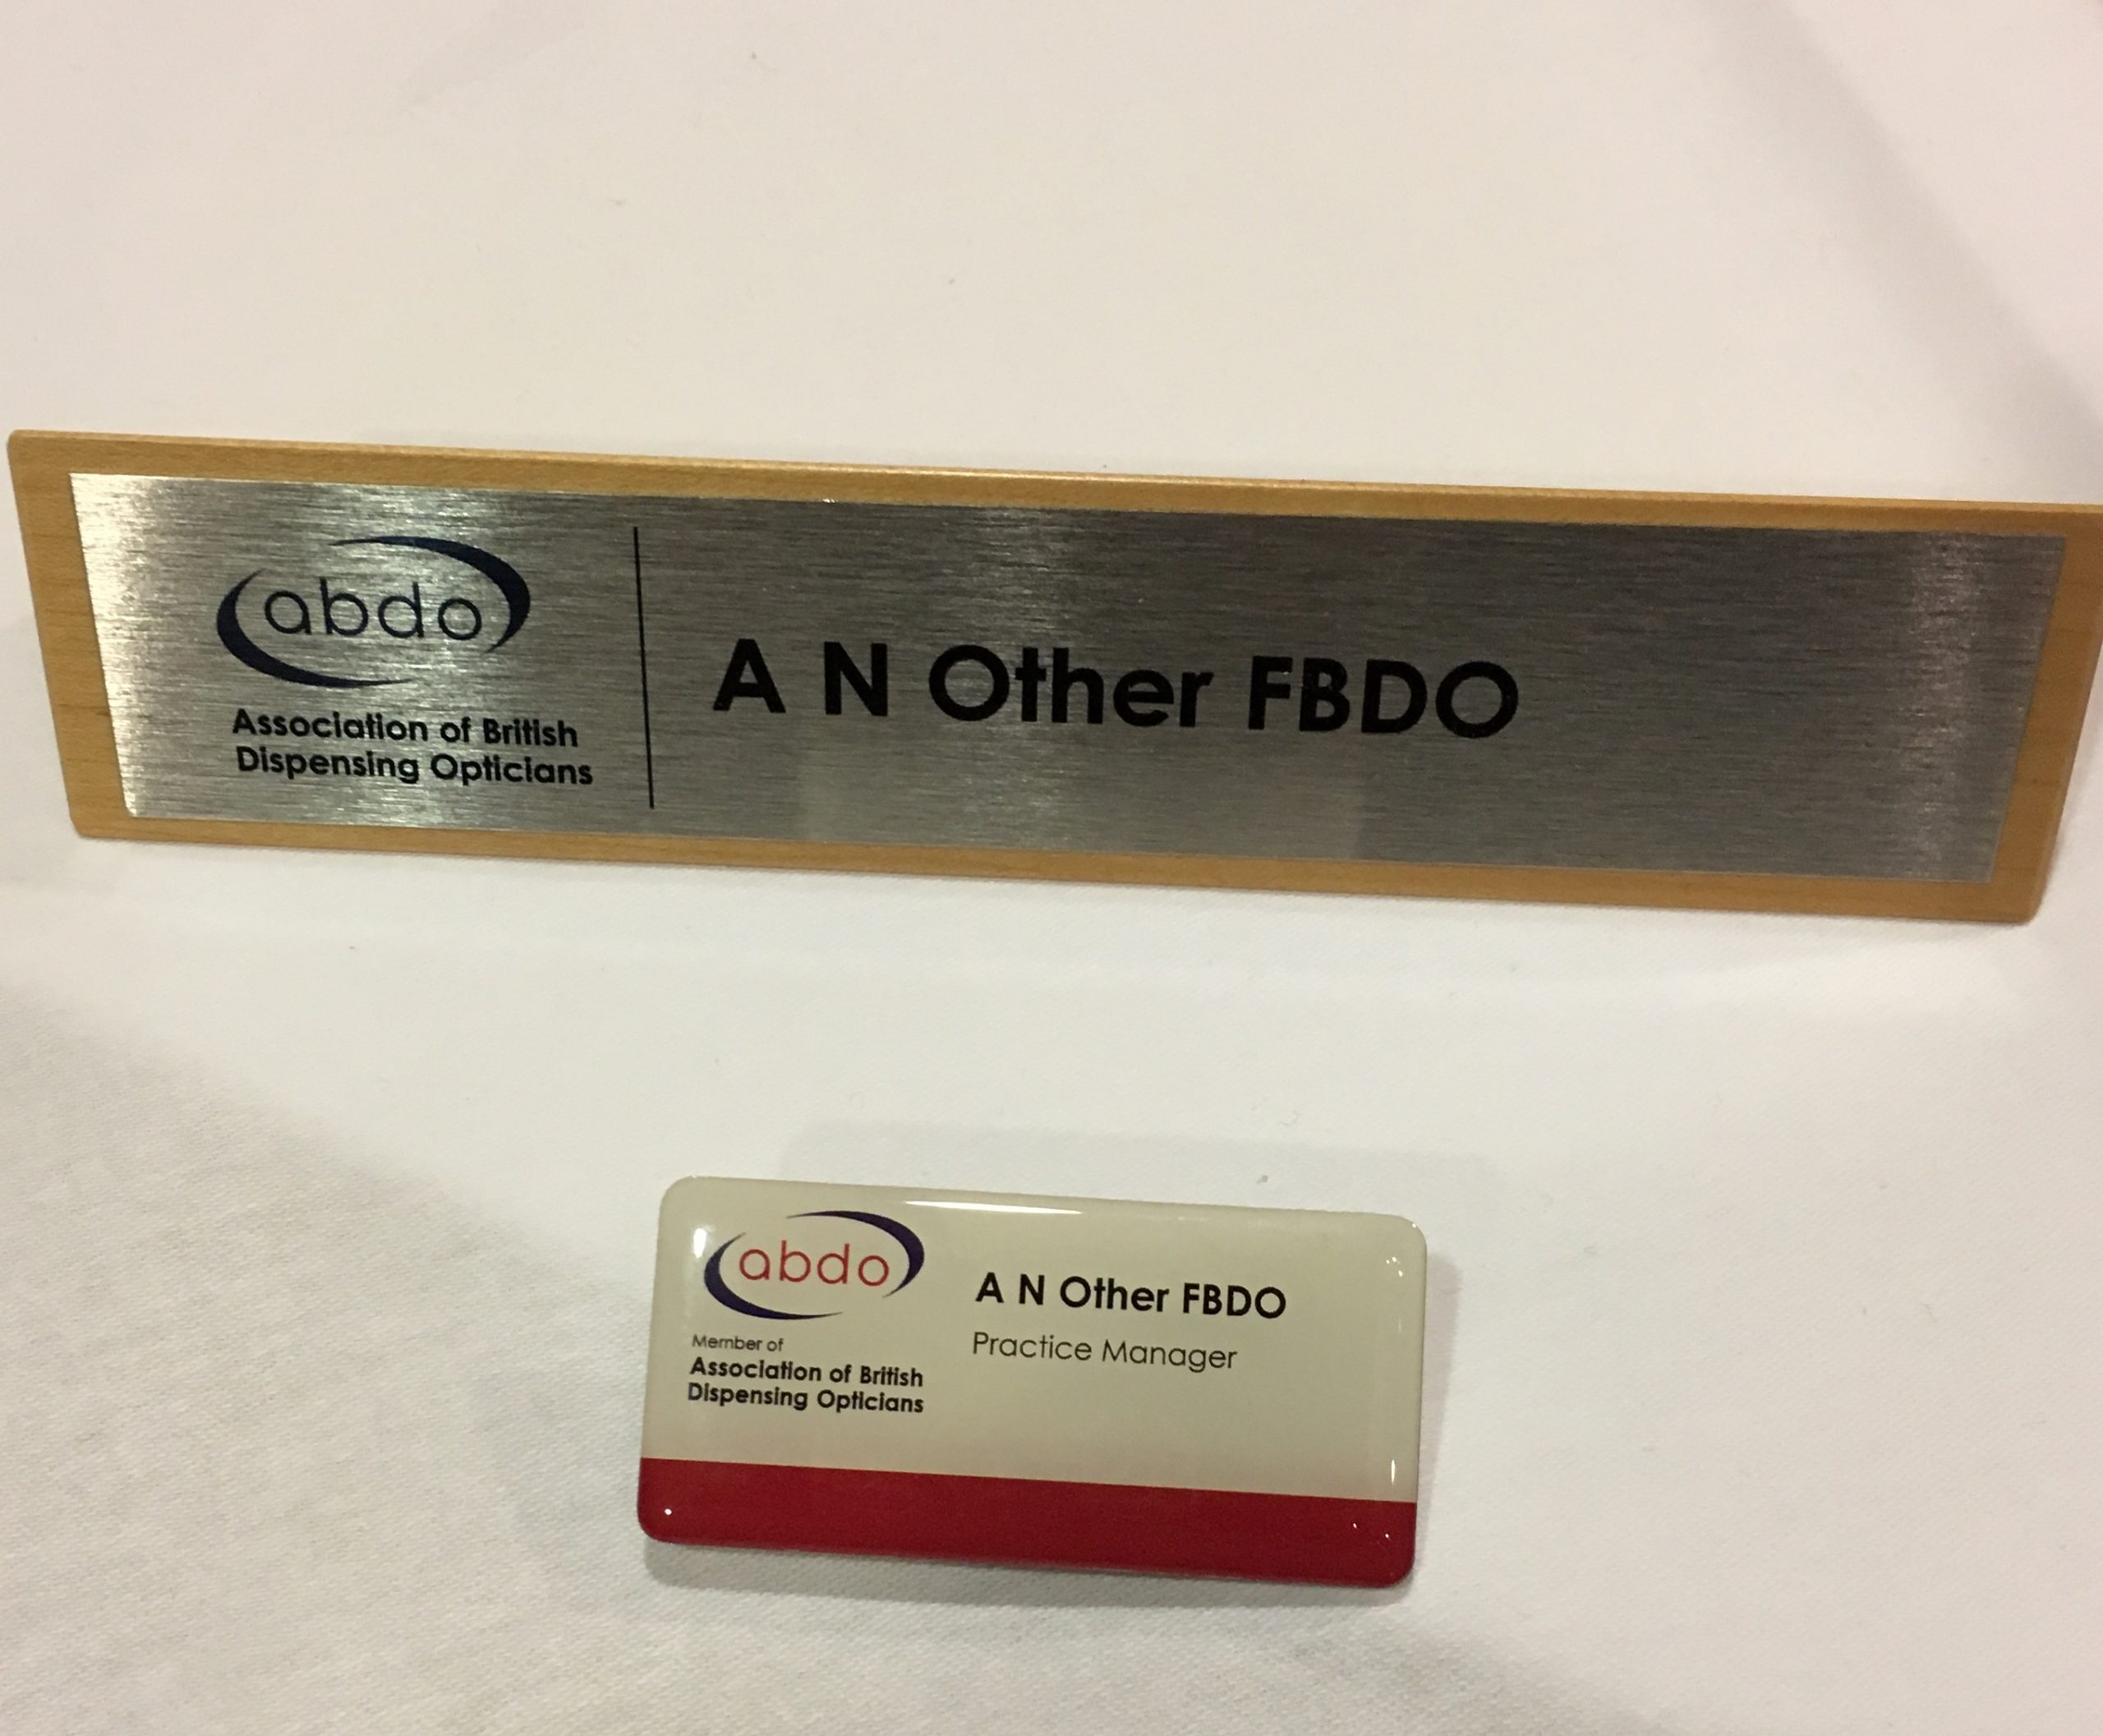 abdo
Association of British
Dispensing Opticians
A N Other FBDO
abdo
Member of
Association of British
Dispensing Opticians
A N Other FBDO
Practice Manager